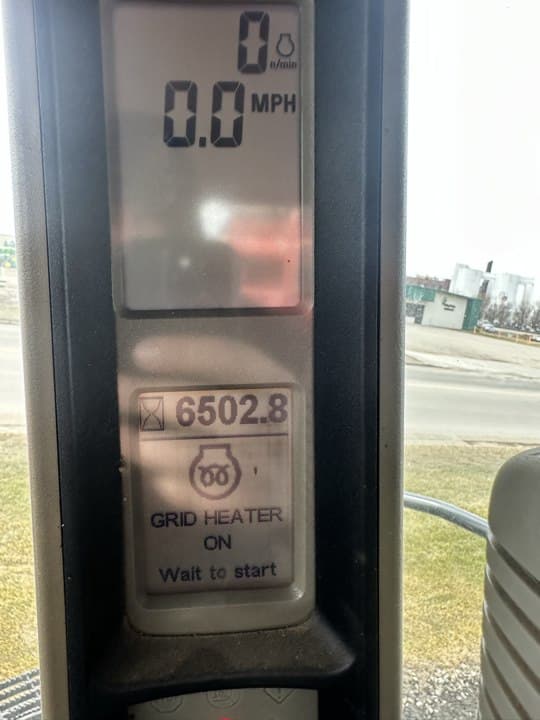 0 n/min
0.0 MPH
6502.8
GRID HEATER
ON
Wait to start